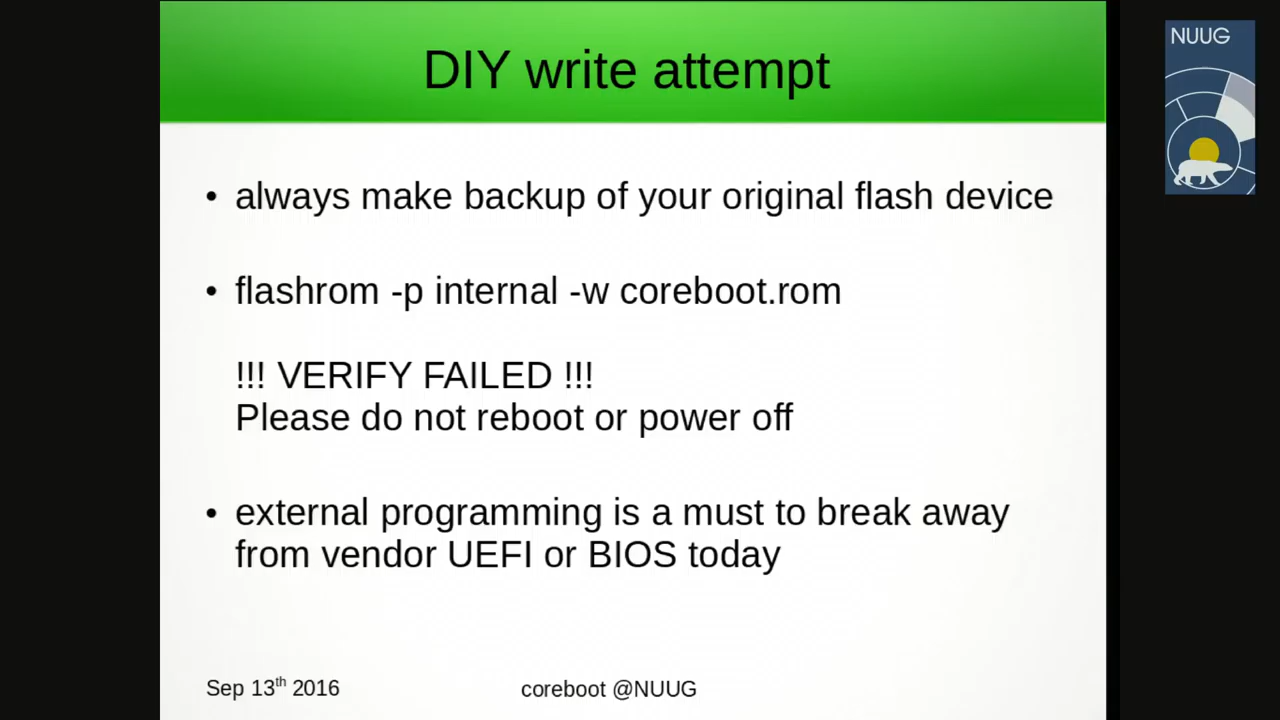 DIY write attempt
NUUG
• always make backup of your original flash device
• flashrom -p internal -w coreboot.rom
!!! VERIFY FAILED !!!
Please do not reboot or power off
• external programming is a must to break away
from vendor UEFI or BIOS today
Sep 13th 2016
coreboot @NUUG